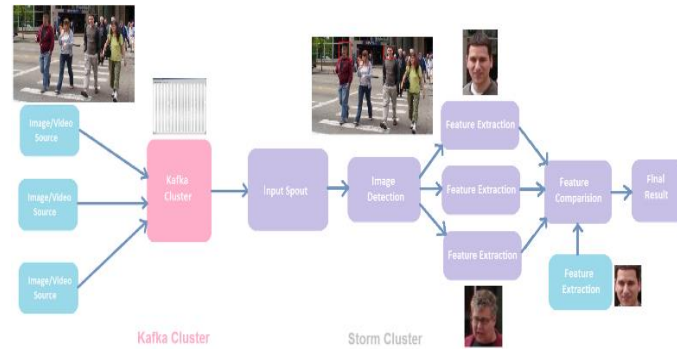 Image/Video
Source
Image/Video
Source
Image/Video
Source
Kafka
Cluster
Input Spout
Image
Detection
Feature Extraction
Feature Extraction
Feature Extraction
Feature
Comparision
Final
Result
Feature
Extraction
Kafka Cluster
Storm Cluster